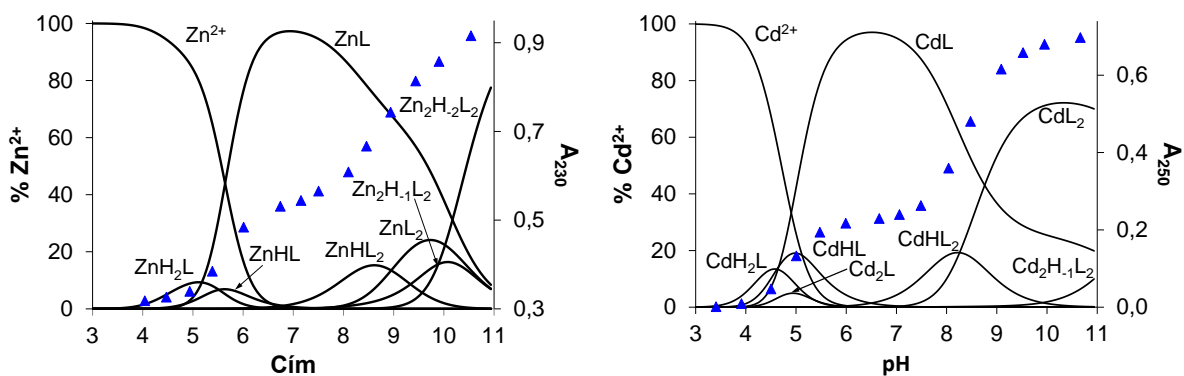 100
80
60
40
20
0
% Zn²⁺
Zn²⁺
ZnL
Zn₂H₋₂L₂
Zn₂H₋₁L₂
ZnL₂
ZnHL₂
ZnHL
ZnH₂L
0,9
0,7
0,5
0,3
A₂₃₀
3 4 5 6 7 8 9 10 11
Cím
100
80
60
40
20
0
% Cd²⁺
Cd²⁺
CdL
CdL₂
CdHL
CdHL₂
CdH₂L
Cd₂L
Cd₂H₋₁L₂
0,6
0,4
0,2
0,0
A₂₅₀
3 4 5 6 7 8 9 10 11
pH